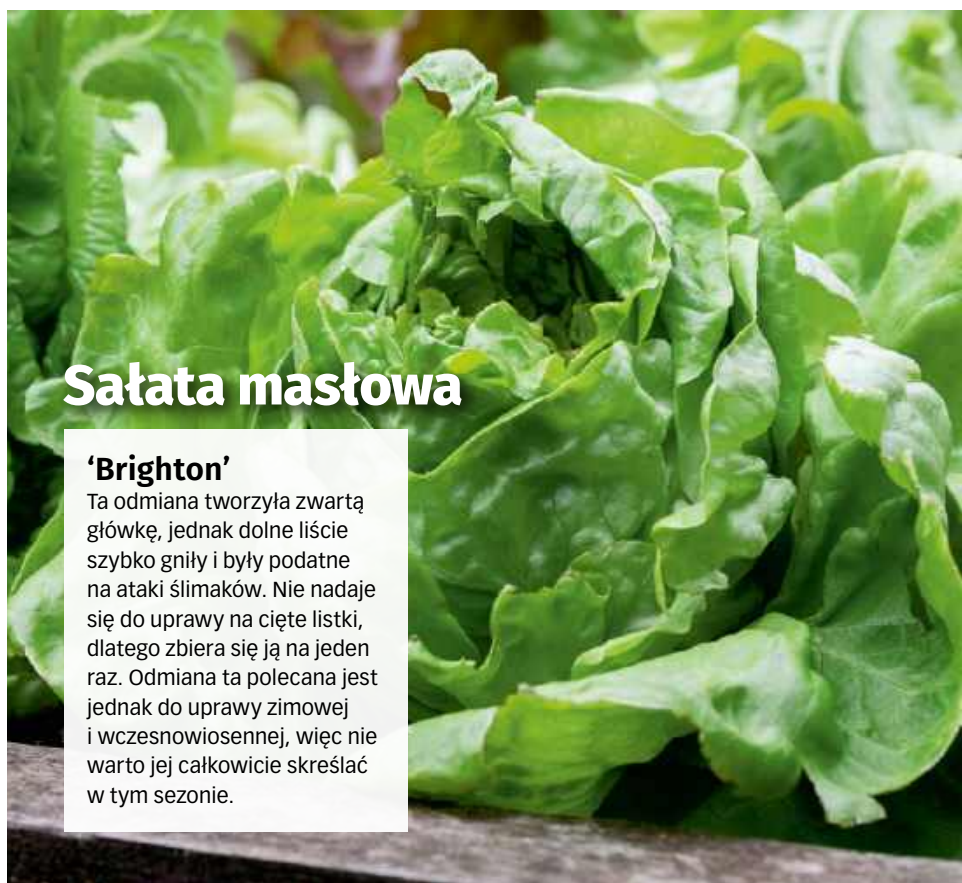 Sałata masłowa
‘Brighton’
Ta odmiana tworzyła zwartą
główkę, jednak dolne liście
szybko gniły i były podatne
na ataki ślimaków. Nie nadaje
się do uprawy na cięte listki,
dlatego zbiera się ją na jeden
raz. Odmiana ta polecana jest
jednak do uprawy zimowej
i wczesnowiosennej, więc nie
warto jej całkowicie skreślać
w tym sezonie.